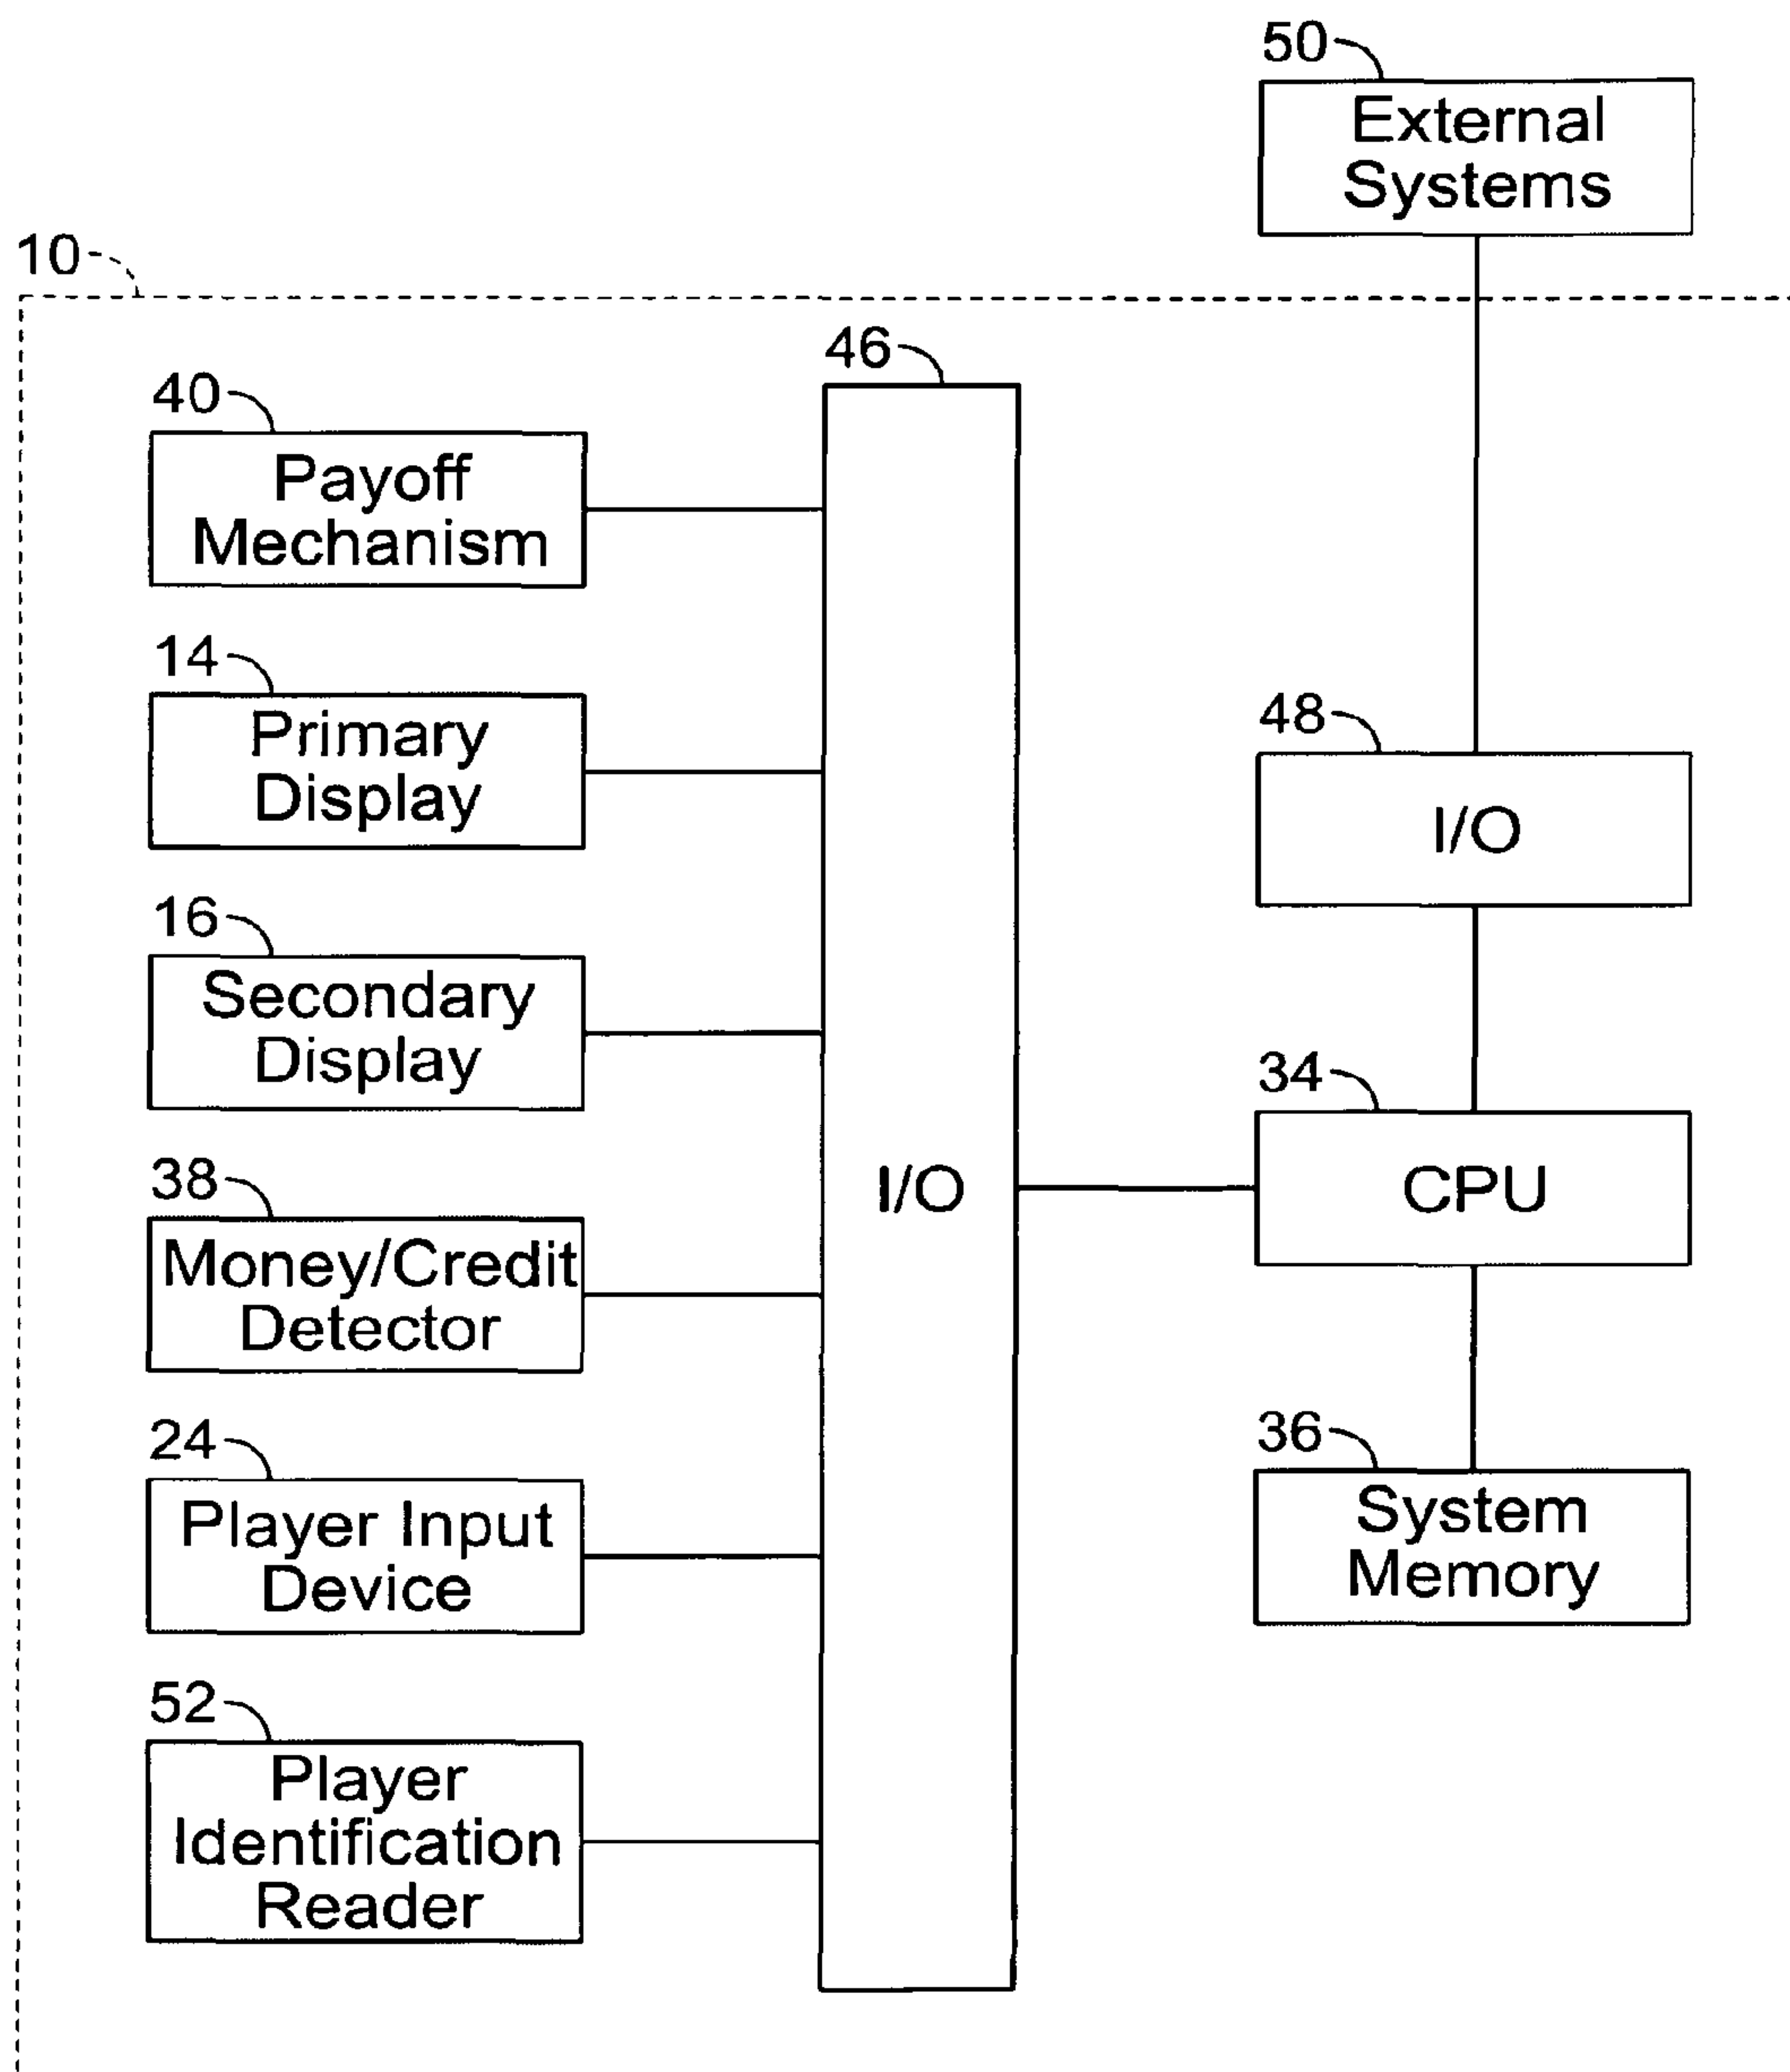 50
External
Systems
10
46
40
Payoff
Mechanism
14
Primary
Display
48
I/O
16
Secondary
Display
34
CPU
I/O
38
Money/Credit
Detector
24
Player Input
Device
36
System
Memory
52
Player
Identification
Reader